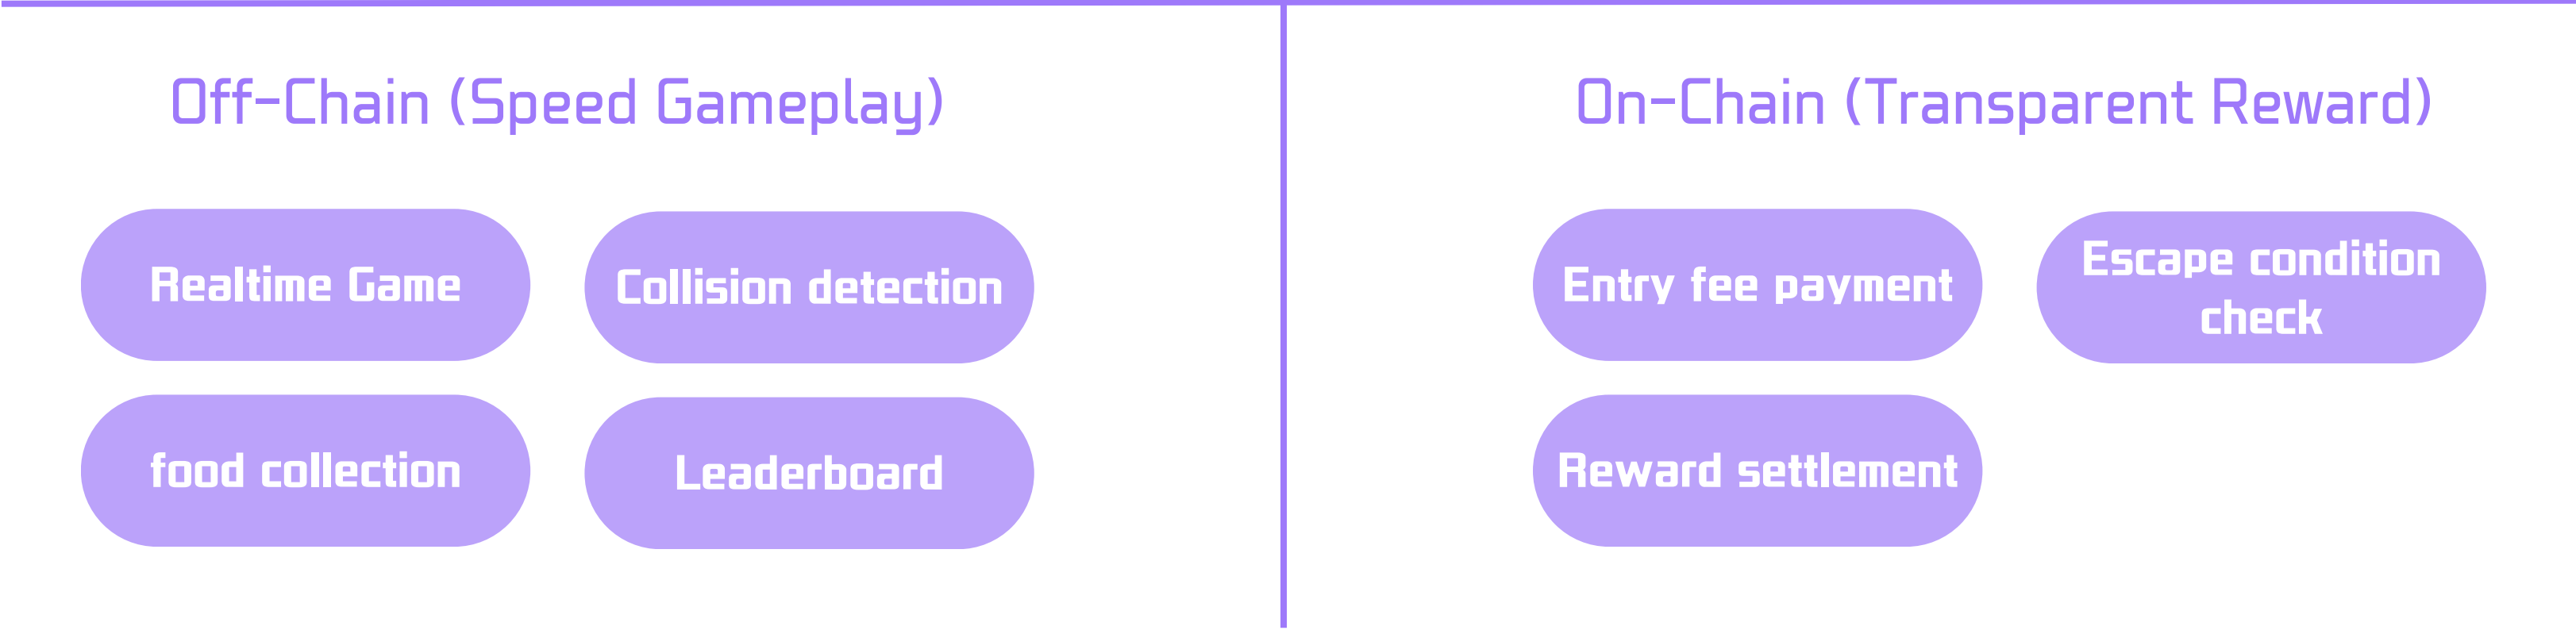 Off-Chain (Speed Gameplay)
Realtime Game
Collision detection
food collection
Leaderboard
On-Chain (Transparent Reward)
Entry fee payment
Escape condition
check
Reward settlement